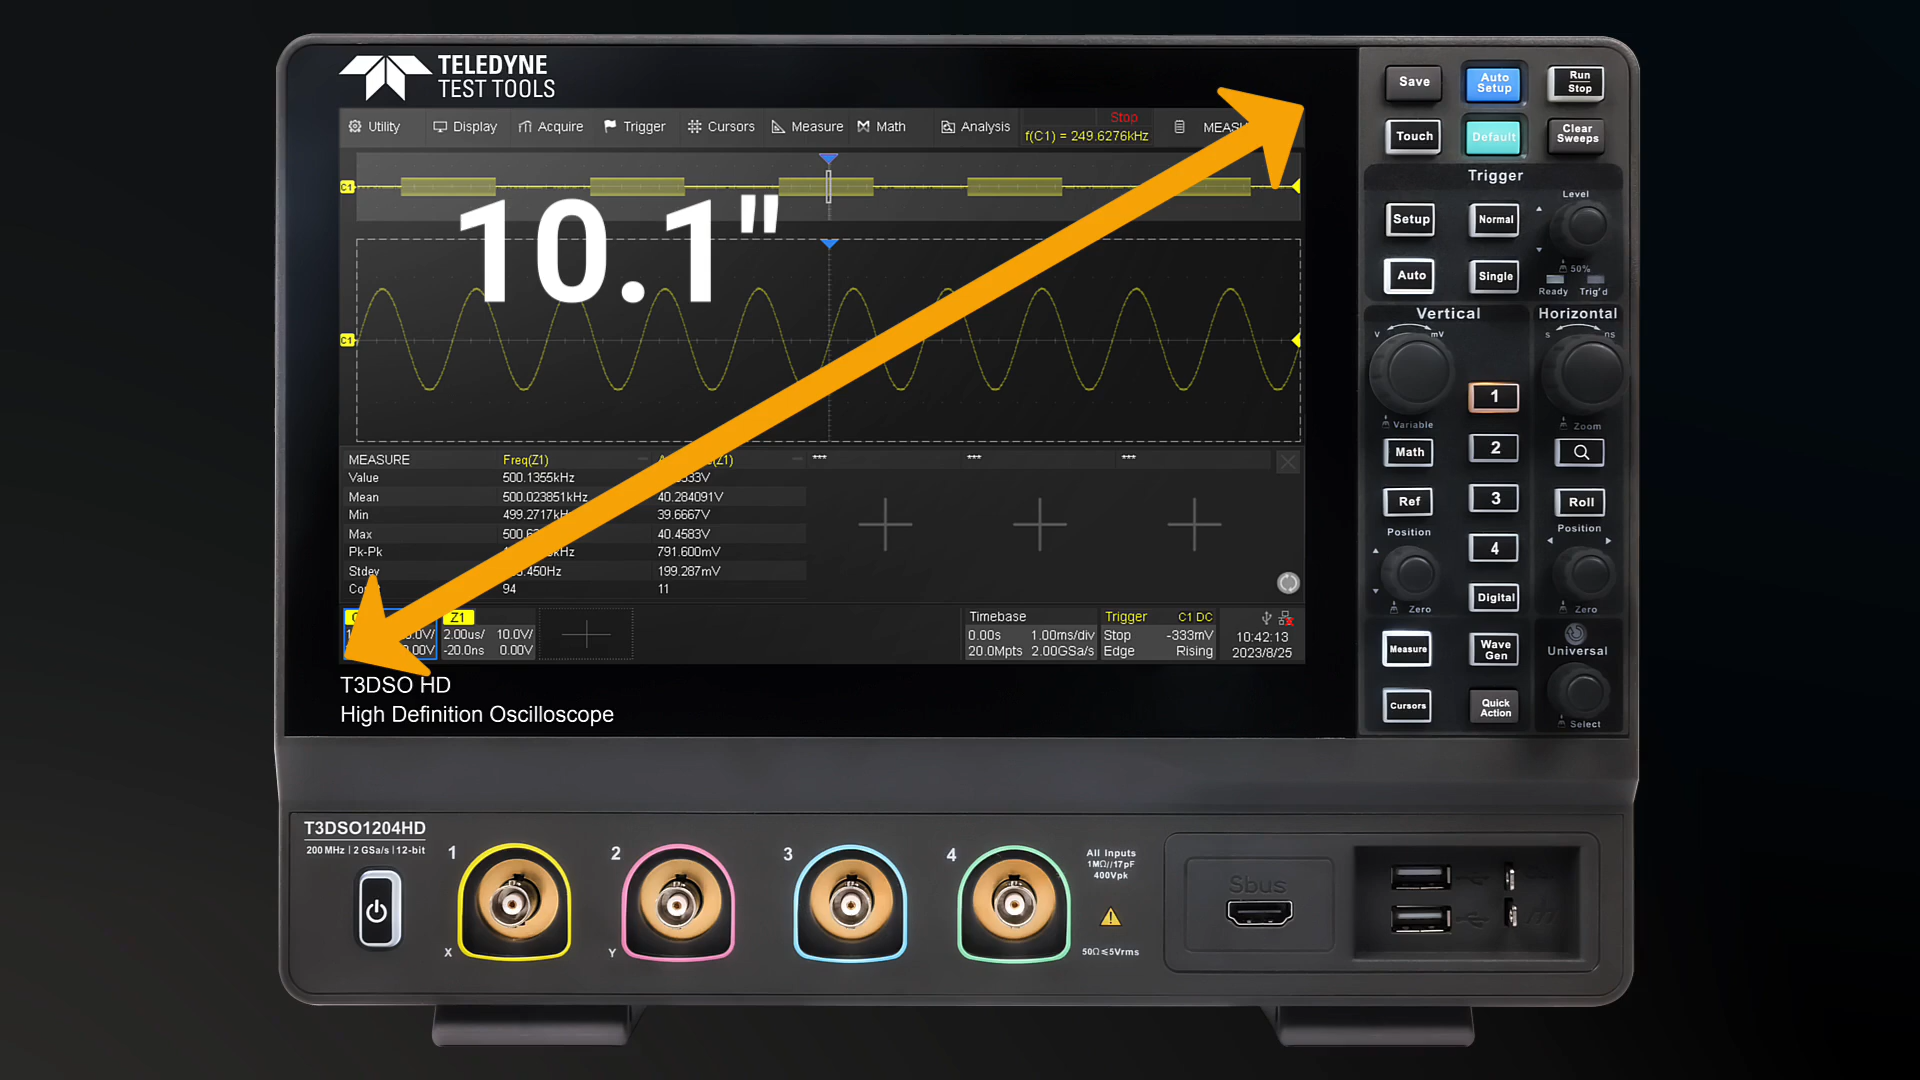 TELEDYNE
TEST TOOLS
Utility Display Acquire Trigger Cursors Measure Math Analysis
Stop
f(C1) = 249.6276kHz
C1
10.1"
C1
MEASURE Freq(Z1) *** *** ***
Value 500.1355kHz
Mean 500.023851kHz 40.284091V
Min 39.6667V
Max 40.4583V
Pk-Pk 791.600mV
Stdev 199.287mV
94 11
Z1
2.00us/ 10.0V/
-20.0ns 0.00V
Timebase
0.00s 1.00ms/div
20.0Mpts 2.00GSa/s
Trigger C1 DC
Stop -333mV
Edge Rising
10:42:13
2023/8/25
T3DSO HD
High Definition Oscilloscope
Save
Auto
Setup
Run
Stop
Touch
Default
Clear
Sweeps
Trigger
Level
Setup
Normal
Auto
Single
50%
Ready Trig'd
Vertical
V mV
Variable
Math
Ref
Position
Zero
Measure
Cursors
1
2
3
4
Digital
Wave
Gen
Quick
Action
Horizontal
s ns
Zoom
Roll
Position
Zero
Universal
Select
T3DSO1204HD
200 MHz | 2 GSa/s | 12-bit
1
X
2
Y
3
4
All Inputs
1MΩ//17pF
400Vpk
50Ω≤5Vrms
Sbus